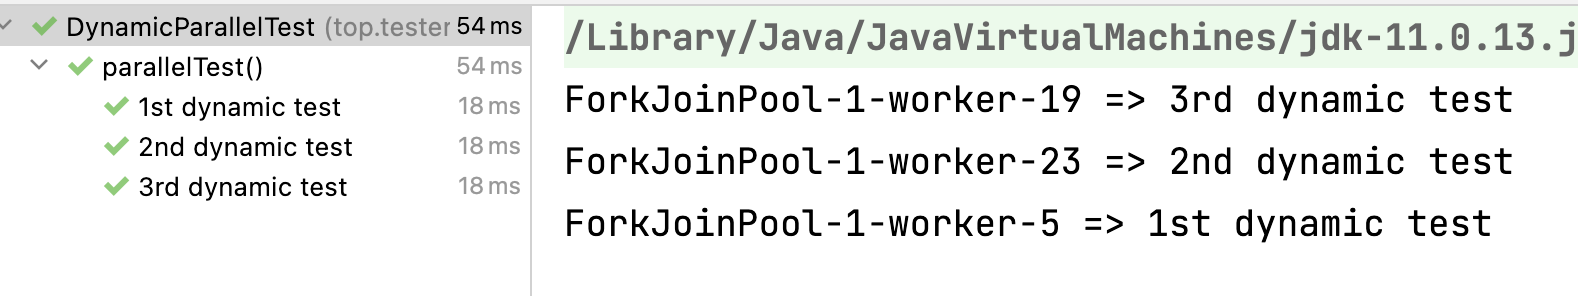 DynamicParallelTest (top.tester 54 ms
parallelTest() 54 ms
1st dynamic test 18 ms
2nd dynamic test 18 ms
3rd dynamic test 18 ms
/Library/Java/JavaVirtualMachines/jdk-11.0.13.j
ForkJoinPool-1-worker-19 => 3rd dynamic test
ForkJoinPool-1-worker-23 => 2nd dynamic test
ForkJoinPool-1-worker-5 => 1st dynamic test